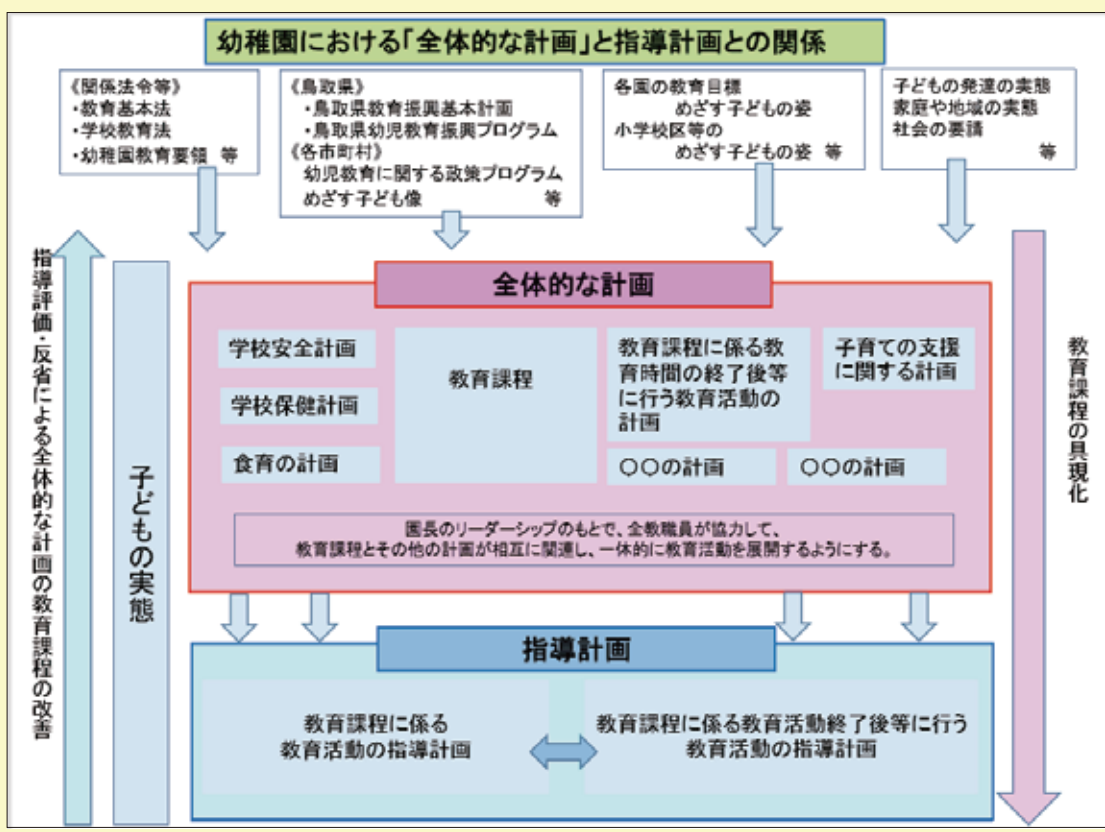 幼稚園における「全体的な計画」と指導計画との関係
《関係法令等》
・教育基本法
・学校教育法
・幼稚園教育要領 等
《鳥取県》
・鳥取県教育振興基本計画
・鳥取県幼児教育振興プログラム
《各市町村》
幼児教育に関する政策プログラム
めざす子ども像 等
各園の教育目標
めざす子どもの姿
小学校区等の
めざす子どもの姿 等
子どもの発達の実態
家庭や地域の実態
社会の要請
等
指導評価・反省による全体的な計画の教育課程の改善
子どもの実態
全体的な計画
学校安全計画
学校保健計画
食育の計画
教育課程
教育課程に係る教
育時間の終了後等
に行う教育活動の
計画
子育ての支援
に関する計画
〇〇の計画
〇〇の計画
園長のリーダーシップのもとで、全教職員が協力して、
教育課程とその他の計画が相互に関連し、一体的に教育活動を展開するようにする。
教育課程の具現化
指導計画
教育課程に係る
教育活動の指導計画
教育課程に係る教育活動終了後等に行う
教育活動の指導計画